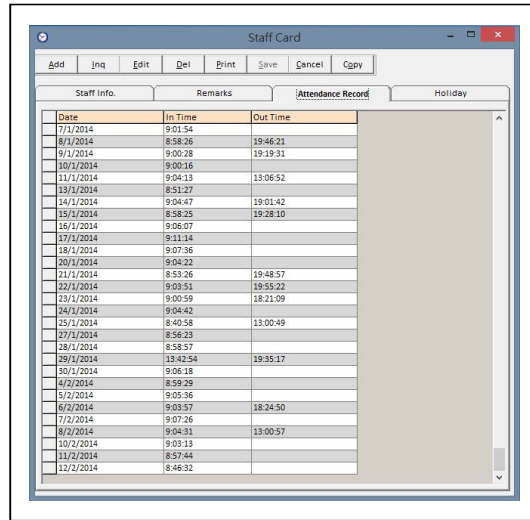 Staff Card
Add Inq Edit Del Print Save Cancel Copy
Staff Info. Remarks Attendance Record Holiday
Date In Time Out Time
7/1/2014 9:01:54
8/1/2014 8:58:26 19:46:21
9/1/2014 9:00:28 19:19:31
10/1/2014 9:00:16
11/1/2014 9:04:13 13:06:52
13/1/2014 8:51:27
14/1/2014 9:04:47 19:01:42
15/1/2014 8:58:25 19:28:10
16/1/2014 9:06:07
17/1/2014 9:11:14
18/1/2014 9:07:36
20/1/2014 9:04:22
21/1/2014 8:53:26 19:48:57
22/1/2014 9:03:51 19:55:22
23/1/2014 9:00:59 18:21:09
24/1/2014 9:04:42
25/1/2014 8:40:58 13:00:49
27/1/2014 8:56:23
28/1/2014 8:58:57
29/1/2014 13:42:54 19:35:17
30/1/2014 9:06:18
4/2/2014 8:59:29
5/2/2014 9:05:36
6/2/2014 9:03:57 18:24:50
7/2/2014 9:07:26
8/2/2014 9:04:31 13:00:57
10/2/2014 9:03:13
11/2/2014 8:57:44
12/2/2014 8:46:32